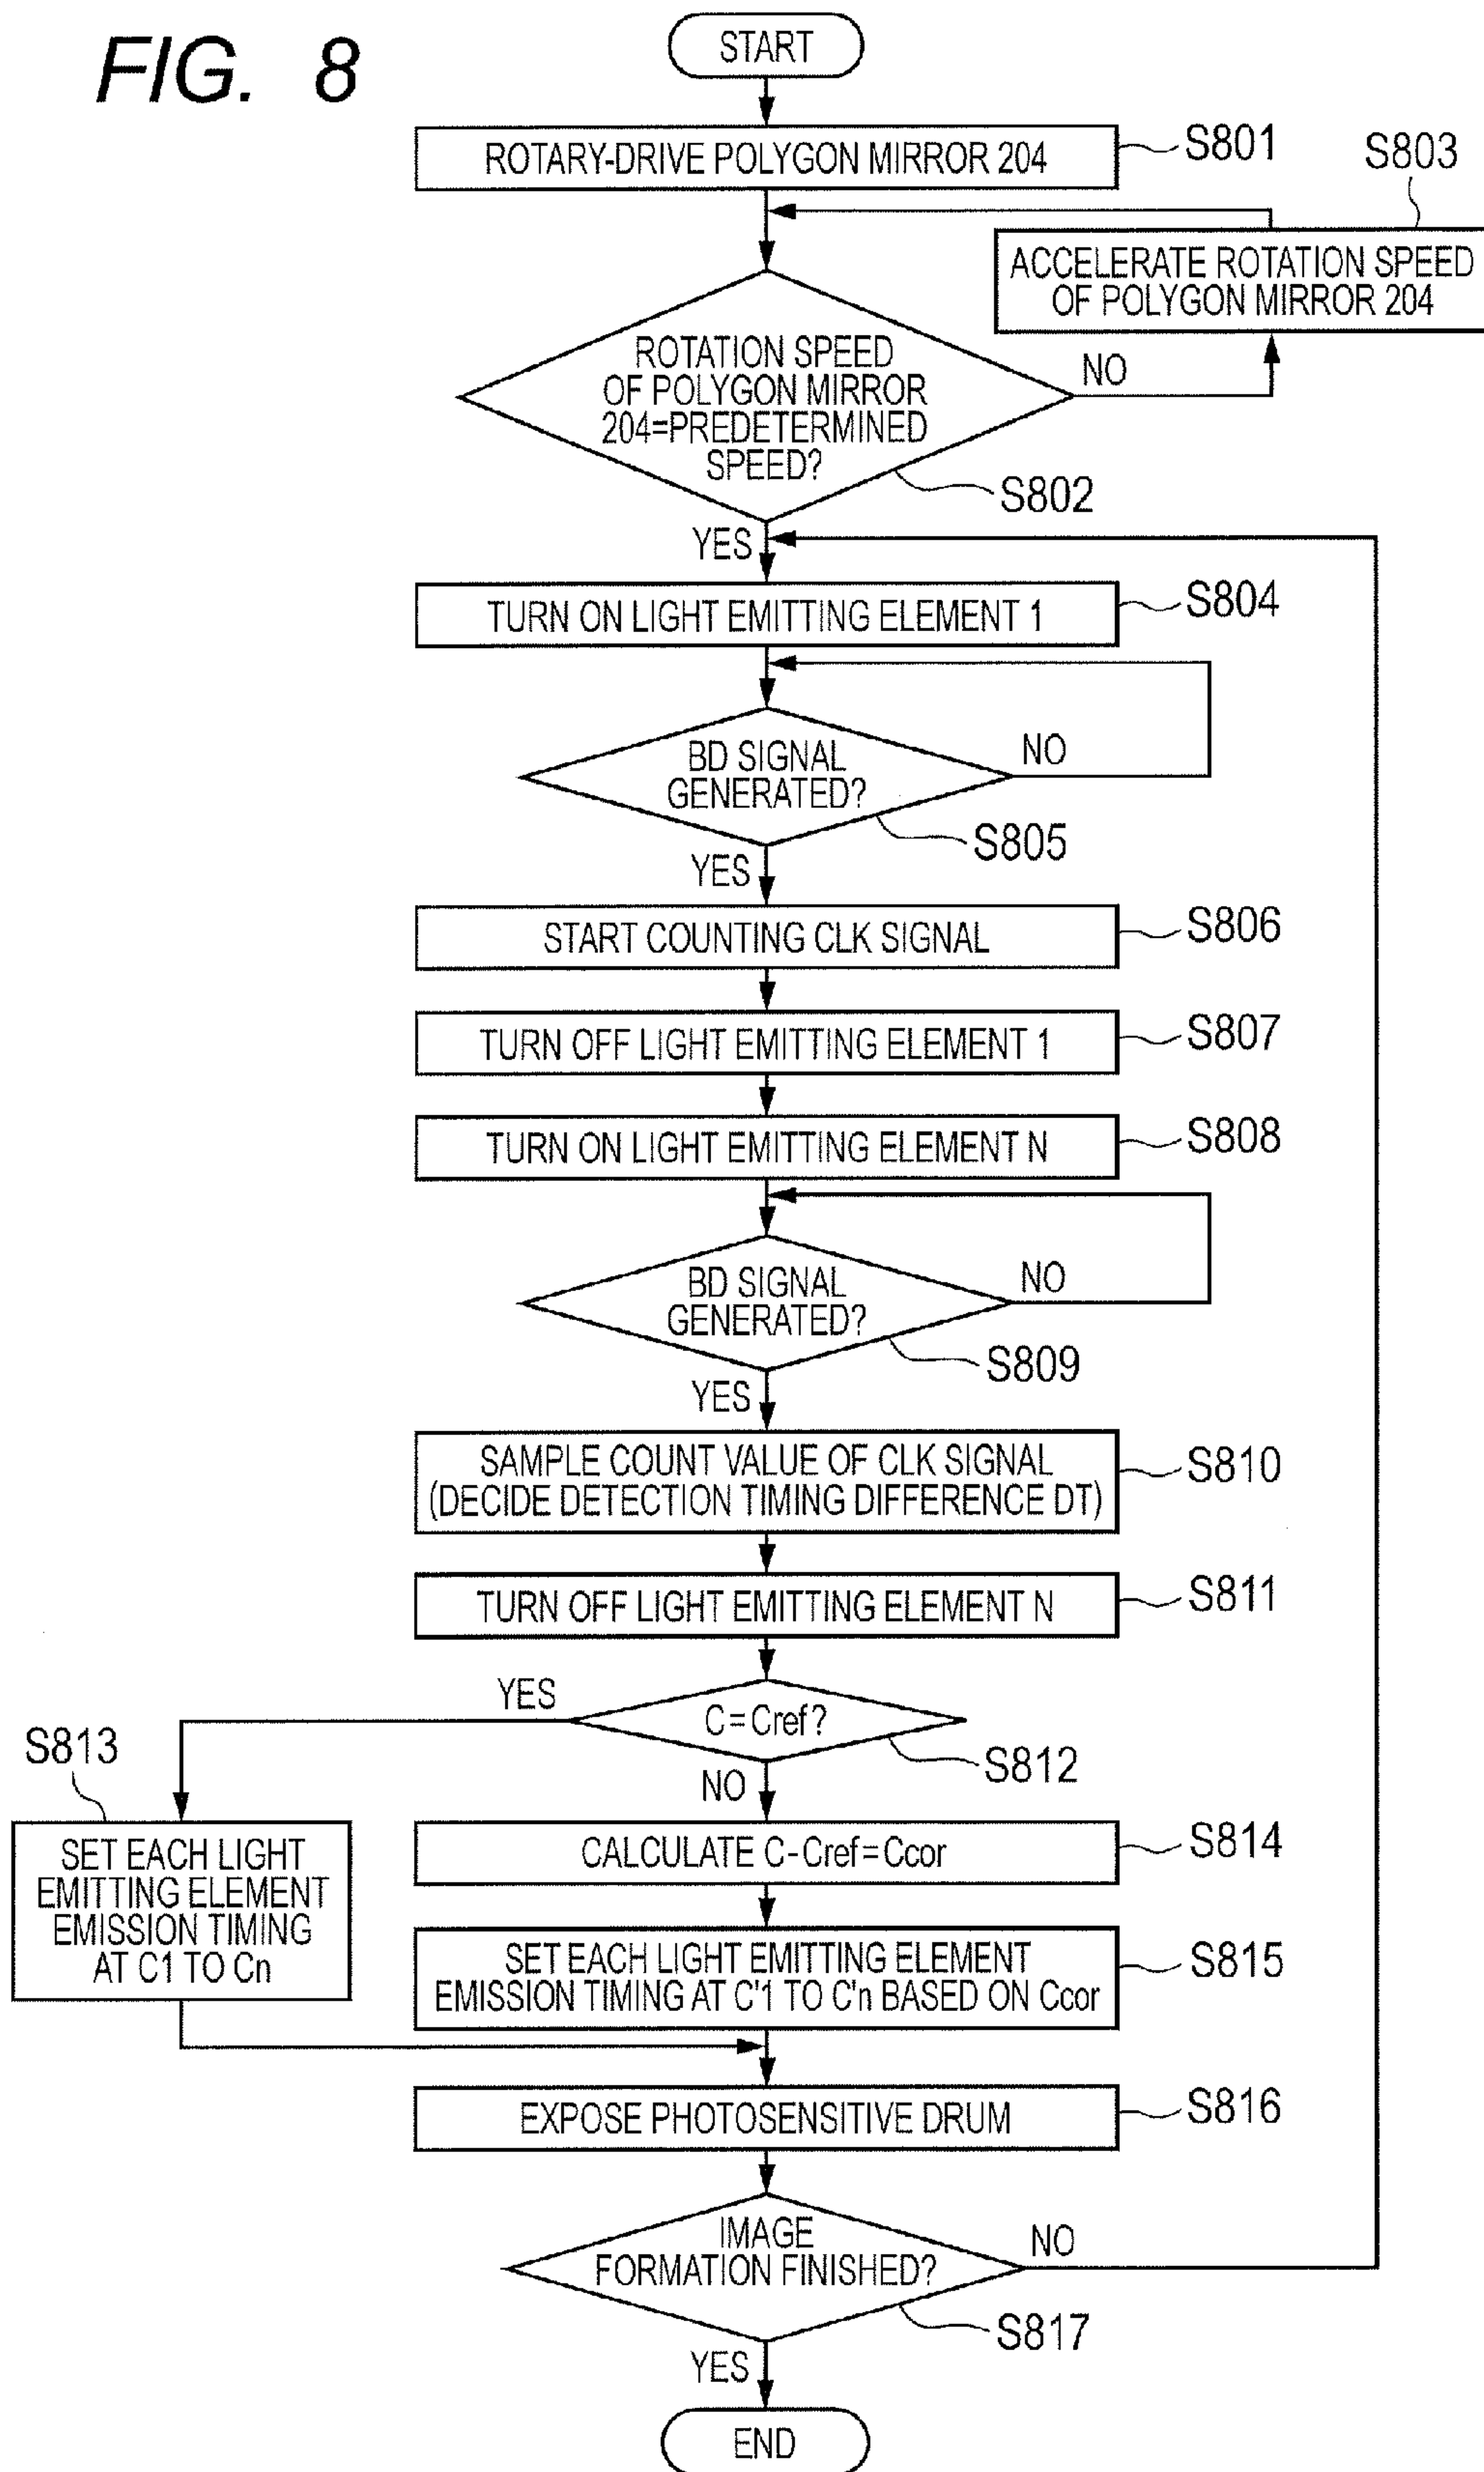 FIG. 8
START
ROTARY-DRIVE POLYGON MIRROR 204
S801
S803
ACCELERATE ROTATION SPEED
OF POLYGON MIRROR 204
ROTATION SPEED
OF POLYGON MIRROR
204=PREDETERMINED
SPEED?
NO
S802
YES
TURN ON LIGHT EMITTING ELEMENT 1
S804
BD SIGNAL
GENERATED?
NO
S805
YES
START COUNTING CLK SIGNAL
S806
TURN OFF LIGHT EMITTING ELEMENT 1
S807
TURN ON LIGHT EMITTING ELEMENT N
S808
BD SIGNAL
GENERATED?
NO
S809
YES
SAMPLE COUNT VALUE OF CLK SIGNAL
(DECIDE DETECTION TIMING DIFFERENCE DT)
S810
TURN OFF LIGHT EMITTING ELEMENT N
S811
YES
C=Cref?
S812
NO
S813
SET EACH LIGHT
EMITTING ELEMENT
EMISSION TIMING
AT C1 TO Cn
CALCULATE C-Cref=Ccor
S814
SET EACH LIGHT EMITTING ELEMENT
EMISSION TIMING AT C'1 TO C'n BASED ON Ccor
S815
EXPOSE PHOTOSENSITIVE DRUM
S816
IMAGE
FORMATION FINISHED?
NO
S817
YES
END